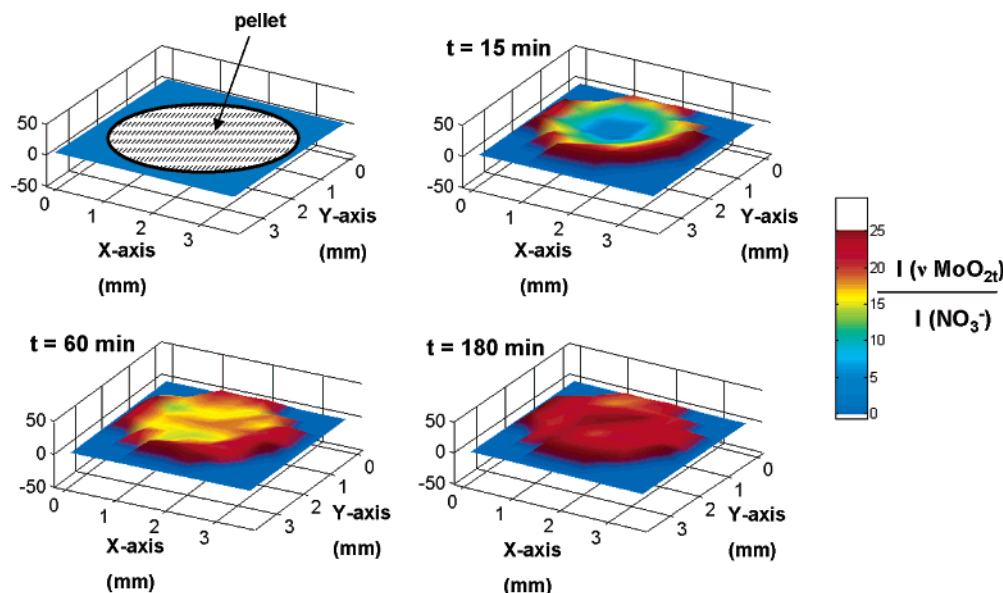 pellet
50
0
-50
0
1
2
3
X-axis
(mm)
0
1
2
3
Y-axis
(mm)
t = 15 min
50
0
-50
0
1
2
3
X-axis
(mm)
0
1
2
3
Y-axis
(mm)
t = 60 min
50
0
-50
0
1
2
3
X-axis
(mm)
0
1
2
3
Y-axis
(mm)
t = 180 min
50
0
-50
0
1
2
3
X-axis
(mm)
0
1
2
3
Y-axis
(mm)
25
20
15
10
5
0
I (ν MoO₂ₜ)
I (NO₃⁻)